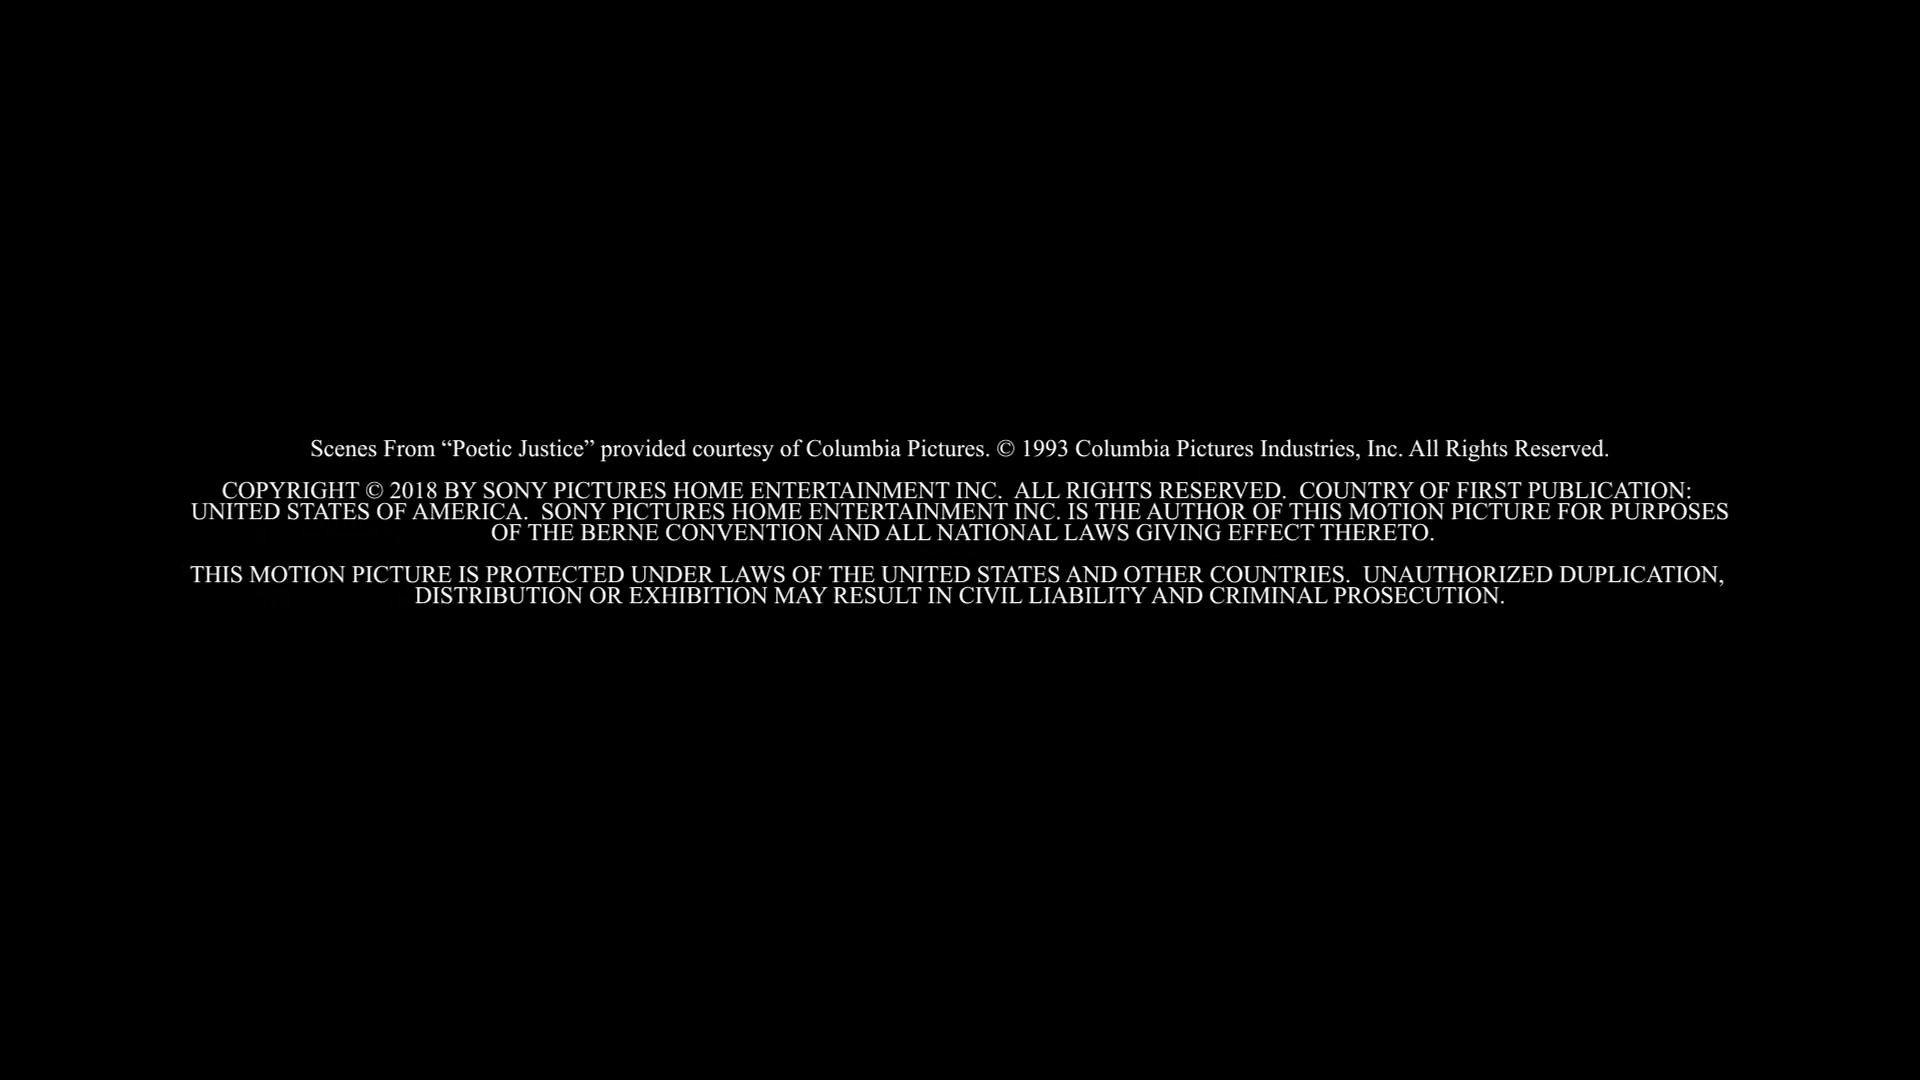 Scenes From “Poetic Justice” provided courtesy of Columbia Pictures. © 1993 Columbia Pictures Industries, Inc. All Rights Reserved.
COPYRIGHT © 2018 BY SONY PICTURES HOME ENTERTAINMENT INC.  ALL RIGHTS RESERVED.  COUNTRY OF FIRST PUBLICATION:
UNITED STATES OF AMERICA.  SONY PICTURES HOME ENTERTAINMENT INC. IS THE AUTHOR OF THIS MOTION PICTURE FOR PURPOSES
OF THE BERNE CONVENTION AND ALL NATIONAL LAWS GIVING EFFECT THERETO.
THIS MOTION PICTURE IS PROTECTED UNDER LAWS OF THE UNITED STATES AND OTHER COUNTRIES.  UNAUTHORIZED DUPLICATION,
DISTRIBUTION OR EXHIBITION MAY RESULT IN CIVIL LIABILITY AND CRIMINAL PROSECUTION.